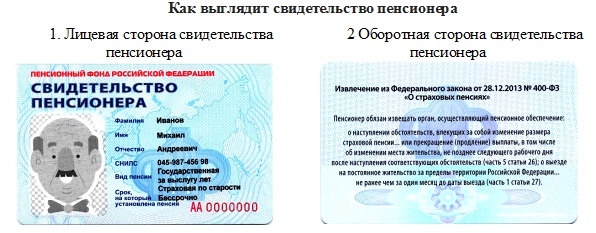 Как выглядит свидетельство пенсионера
1. Лицевая сторона свидетельства
пенсионера
2 Оборотная сторона свидетельства
пенсионера
ПЕНСИОННЫЙ ФОНД РОССИЙСКОЙ ФЕДЕРАЦИИ
СВИДЕТЕЛЬСТВО
ПЕНСИОНЕРА
Фамилия Иванов
Имя Михаил
Отчество Андреевич
СНИЛС 045-987-456 98
Вид пенсии Государственная
за выслугу лет
Страховая по старости
Срок,
на который
установлена пенсия Бессрочно
АА 0000000
Извлечение из Федерального закона от 28.12.2013 № 400-ФЗ
«О страховых пенсиях»
Пенсионер обязан извещать орган, осуществляющий пенсионное обеспечение:
о наступлении обстоятельств, влекущих за собой изменение размера
страховой пенсии... или прекращение (продление) выплаты, в том числе
об изменении места жительства, не позднее следующего рабочего дня
после наступления соответствующих обстоятельств (часть 5 статьи 26); о выезде
на постоянное жительство за пределы территории Российской Федерации...
не ранее чем за один месяц до даты выезда (часть 1 статьи 27).